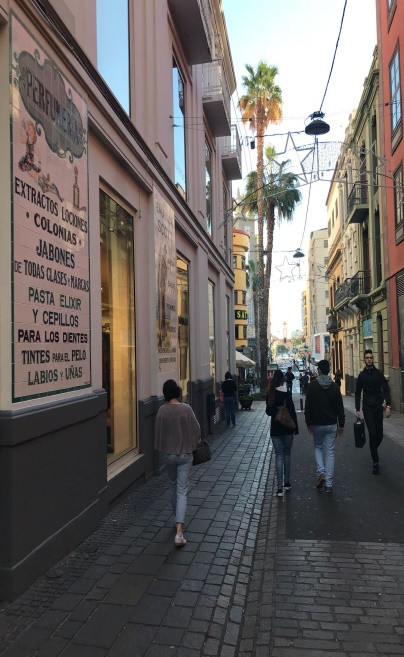 PERFUMERIA
EXTRACTOS LOCIONES
• COLONIAS •
JABONES
DE TODAS CLASES Y MARCAS
PASTA ELIXIR
Y CEPILLOS
PARA LOS DIENTES
TINTES PARA EL PELO
LABIOS Y UÑAS